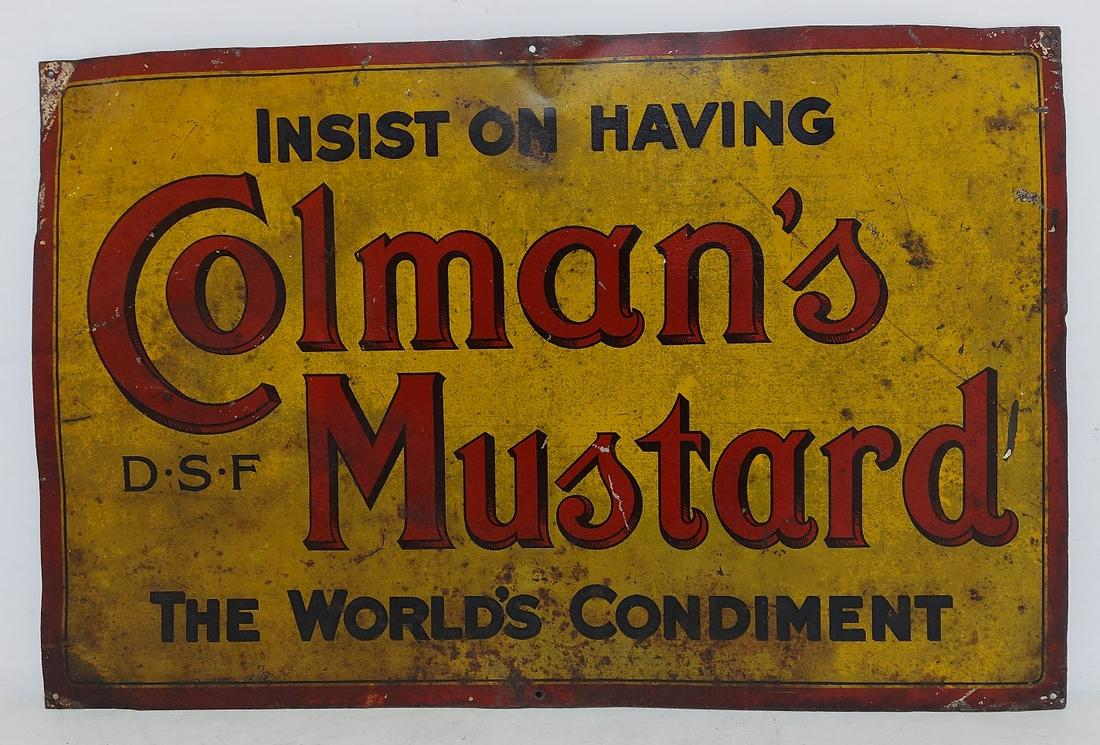 INSIST ON HAVING
Colman's
D·S·F Mustard
THE WORLD'S CONDIMENT